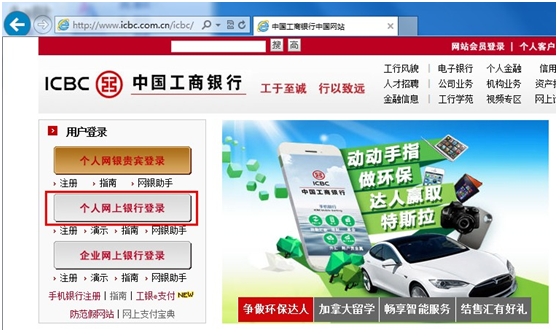 http://www.icbc.com.cn/icbc/
中国工商银行中国网站
搜 高
网站会员登录 | 个人客户
ICBC 中国工商银行
工于至诚 行以致远
工行风貌 | 电子银行 个人金融 信用
人才招聘 | 公司业务 机构业务 资产
金融信息 | 工行学苑 视频专区 网上
用户登录
个人网银贵宾登录
注册 指南 网银助手
个人网上银行登录
注册 演示 指南 网银助手
企业网上银行登录
注册 演示 指南 网银助手
手机银行注册 | 指南 | 工银e支付 NEW
防范假网站 | 网上支付宝典
ICBC
中国工商银行
动动手指
做环保
达人赢取
特斯拉
争做环保达人 加拿大留学 畅享智能服务 结售汇有好礼